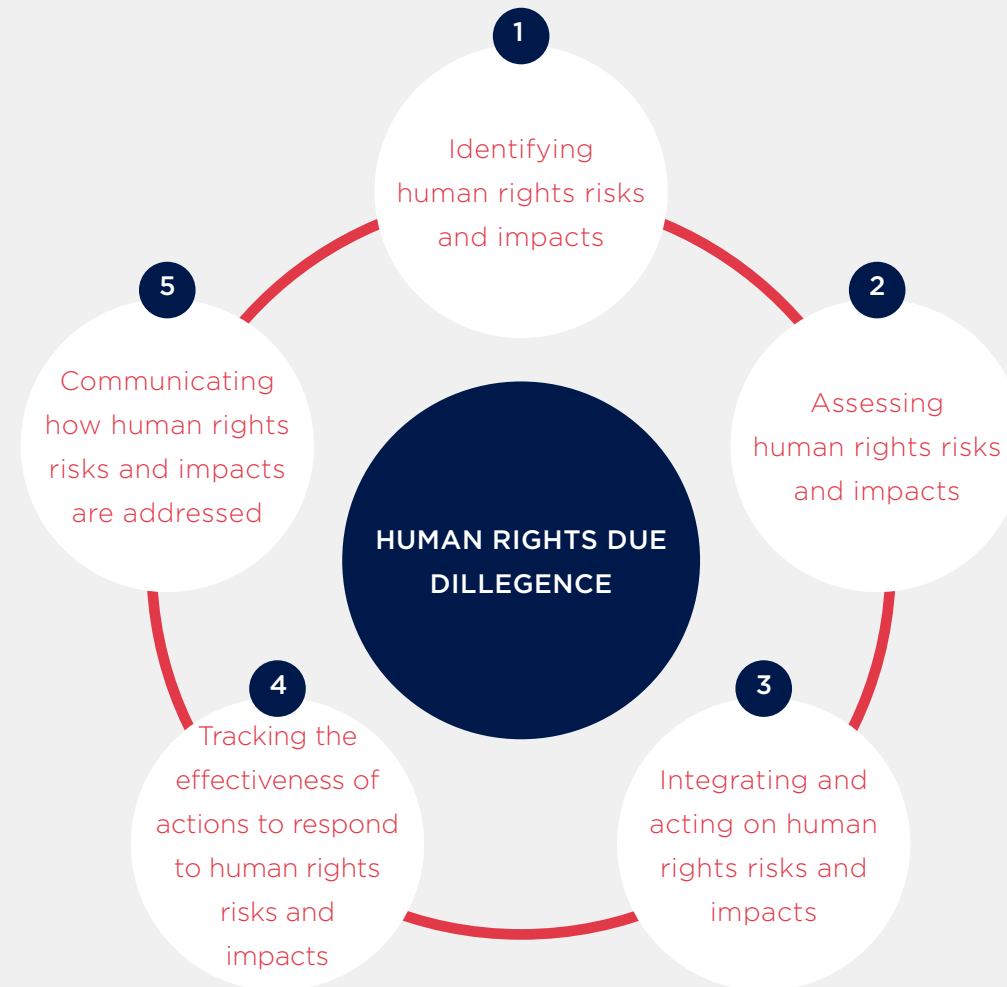 1
Identifying
human rights risks
and impacts
2
Assessing
human rights risks
and impacts
3
Integrating and
acting on human
rights risks and
impacts
4
Tracking the
effectiveness of
actions to respond
to human rights
risks and
impacts
5
Communicating
how human rights
risks and impacts
are addressed
HUMAN RIGHTS DUE
DILLEGENCE